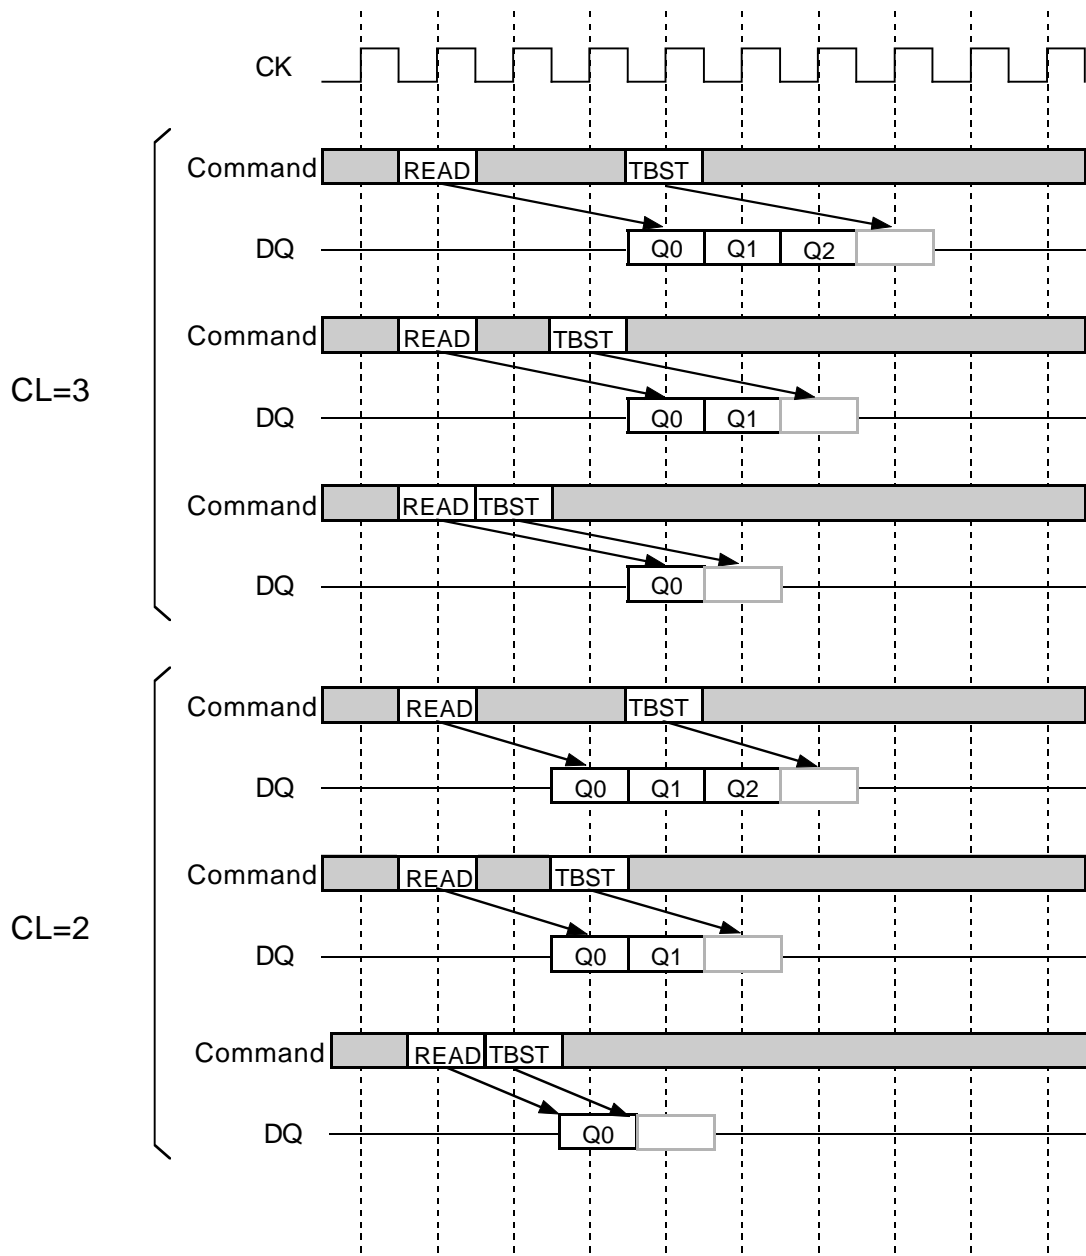 CK
Command READ TBST
DQ Q0 Q1 Q2
Command READ TBST
CL=3
DQ Q0 Q1
Command READ TBST
DQ Q0
Command READ TBST
DQ Q0 Q1 Q2
Command READ TBST
CL=2
DQ Q0 Q1
Command READ TBST
DQ Q0